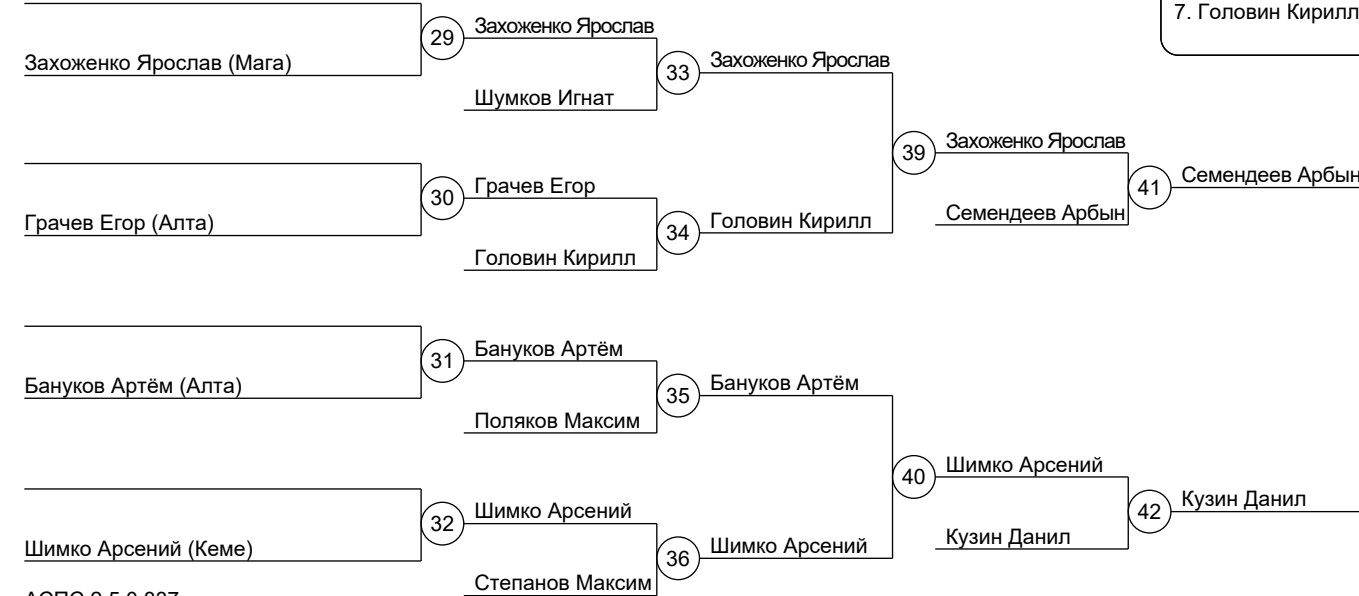 7. Головин Кирилл
29
Захоженко Ярослав
Захоженко Ярослав (Мага)
33
Захоженко Ярослав
Шумков Игнат
39
Захоженко Ярослав
41
Семендеев Арбын
30
Грачев Егор
Семендеев Арбын
Грачев Егор (Алта)
34
Головин Кирилл
Головин Кирилл
31
Бануков Артём
Бануков Артём (Алта)
35
Бануков Артём
Поляков Максим
40
Шимко Арсений
42
Кузин Данил
32
Шимко Арсений
Кузин Данил
Шимко Арсений (Кеме)
36
Шимко Арсений
Степанов Максим